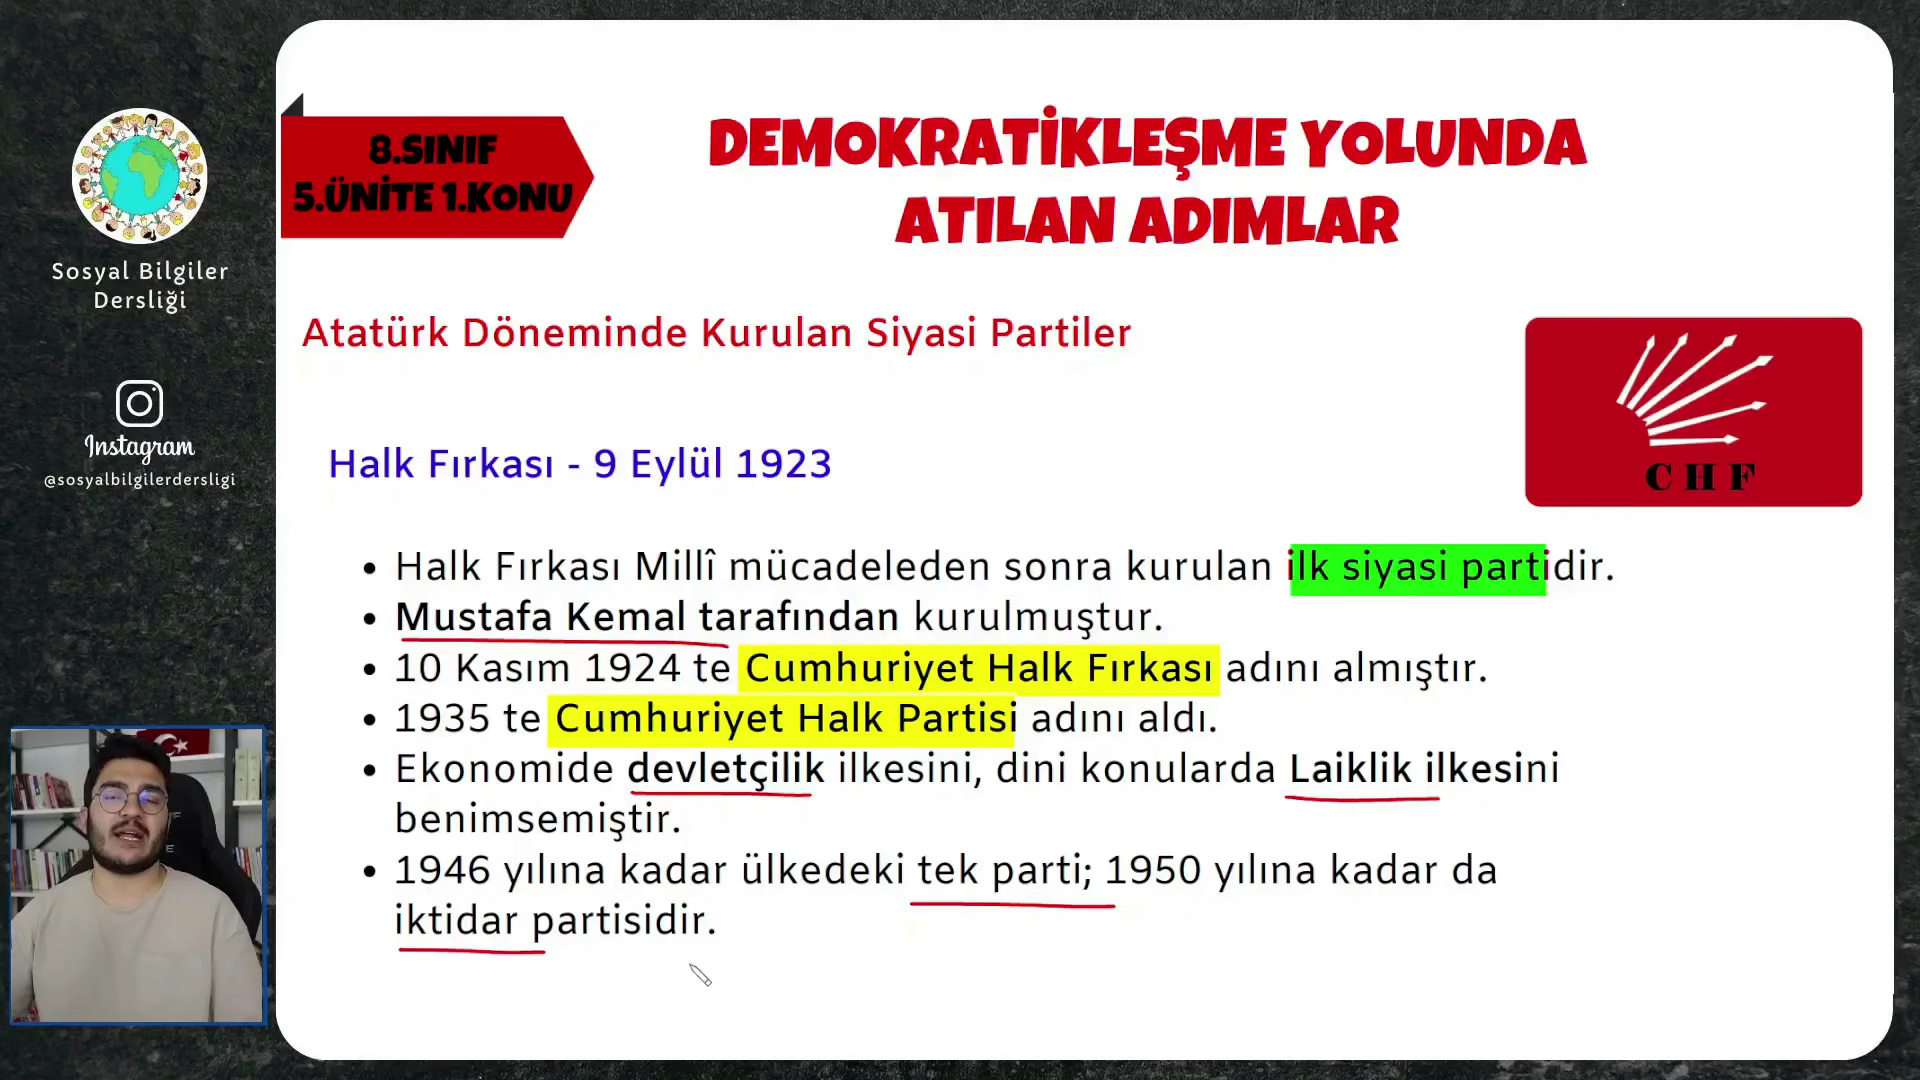 Sosyal Bilgiler
Dersliği
Instagram
@sosyalbilgilerdersligi
8.SINIF
5.ÜNİTE 1.KONU
DEMOKRATİKLEŞME YOLUNDA
ATILAN ADIMLAR
Atatürk Döneminde Kurulan Siyasi Partiler
CHF
Halk Fırkası - 9 Eylül 1923
• Halk Fırkası Millî mücadeleden sonra kurulan ilk siyasi partidir.
• Mustafa Kemal tarafından kurulmuştur.
• 10 Kasım 1924 te Cumhuriyet Halk Fırkası adını almıştır.
• 1935 te Cumhuriyet Halk Partisi adını aldı.
• Ekonomide devletçilik ilkesini, dini konularda Laiklik ilkesini
benimsemiştir.
• 1946 yılına kadar ülkedeki tek parti; 1950 yılına kadar da
iktidar partisidir.